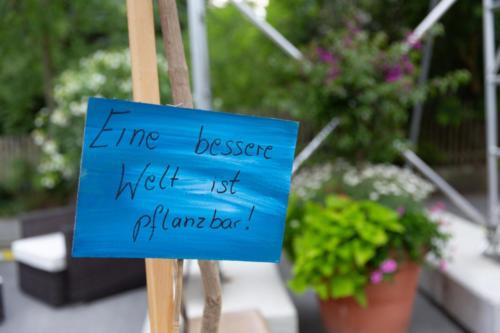 Eine bessere
Welt ist
pflanzbar!